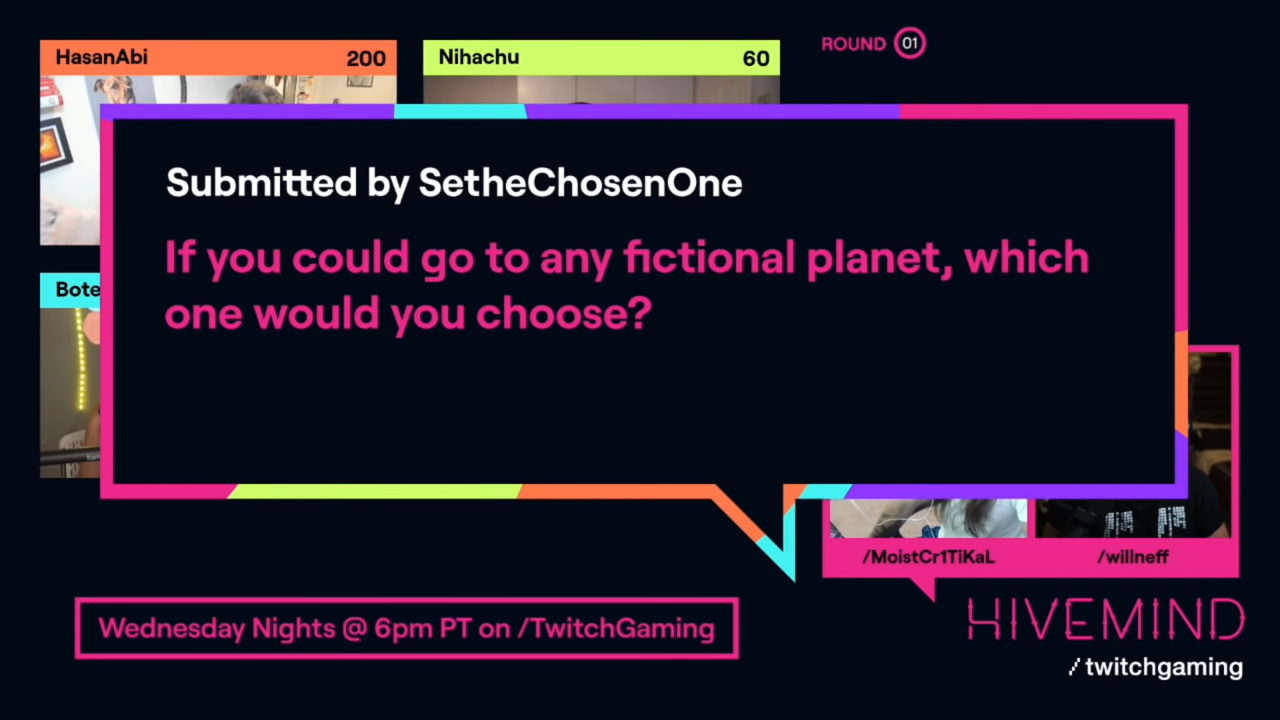 HasanAbi 200
Nihachu 60
ROUND 01
Submitted by SetheChosenOne
If you could go to any fictional planet, which
one would you choose?
/MoistCr1TiKaL
/willneff
Wednesday Nights @ 6pm PT on /TwitchGaming
HIVEMIND
/twitchgaming